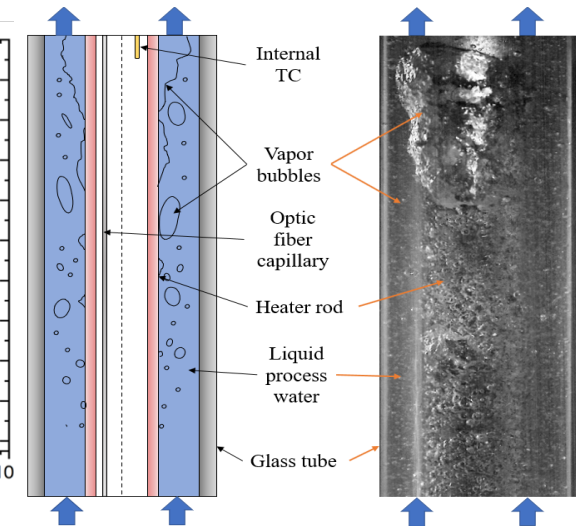 Internal
TC
Vapor
bubbles
Optic
fiber
capillary
Heater rod
Liquid
process
water
Glass tube
10